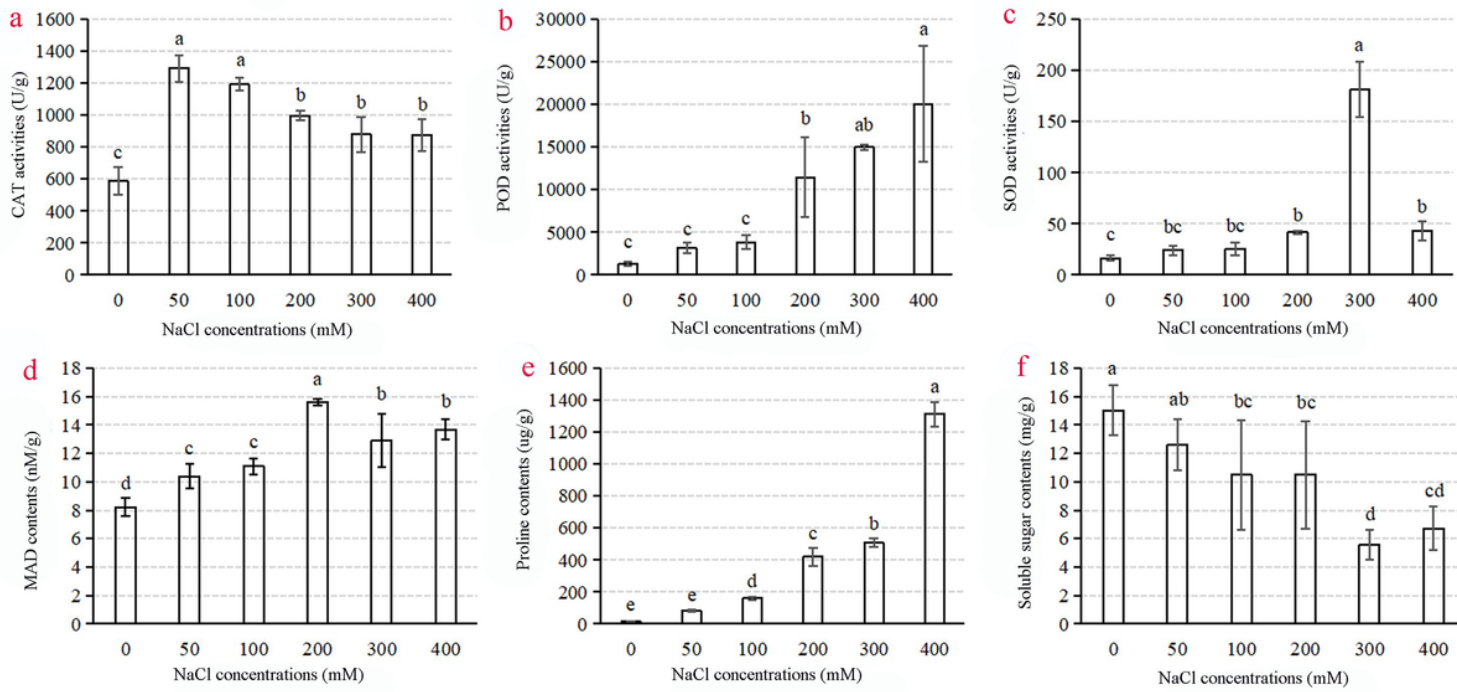 a
CAT activities (U/g)
1600
1400
1200
1000
800
600
400
200
0
c
a
a
b
b
b
0 50 100 200 300 400
NaCl concentrations (mM)
b
POD activities (U/g)
30000
25000
20000
15000
10000
5000
0
c
c
c
b
ab
a
0 50 100 200 300 400
NaCl concentrations (mM)
c
SOD activities (U/g)
250
200
150
100
50
0
c
bc
bc
b
a
b
0 50 100 200 300 400
NaCl concentrations (mM)
d
MAD contents (nM/g)
18
16
14
12
10
8
6
4
2
0
d
c
c
a
b
b
0 50 100 200 300 400
NaCl concentrations (mM)
e
Proline contents (ug/g)
1600
1400
1200
1000
800
600
400
200
0
e
e
d
c
b
a
0 50 100 200 300 400
NaCl concentrations (mM)
f
Soluble sugar contents (mg/g)
18
16
14
12
10
8
6
4
2
0
a
ab
bc
bc
d
cd
0 50 100 200 300 400
NaCl concentrations (mM)